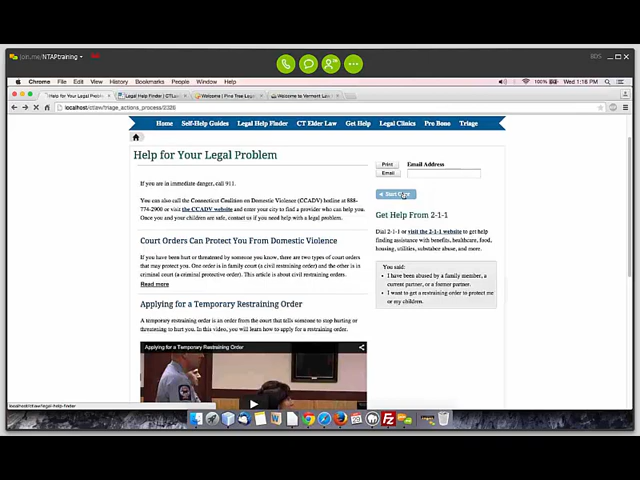 join.me/NTAPtraining
BDS
Chrome File Edit View History Bookmarks People Window Help
100% Wed 1:16 PM
Help for Your Legal Prob
Legal Help Finder | CTLaw
Welcome | Pine Tree Legal
Welcome to Vermont Law
localhost/ctlaw/triage_actions_process/2328
Home Self-Help Guides Legal Help Finder CT Elder Law Get Help Legal Clinics Pro Bono Triage
Help for Your Legal Problem
If you are in immediate danger, call 911.
You can also call the Connecticut Coalition on Domestic Violence (CCADV) hotline at 888-
774-2900 or visit the CCADV website and enter your city to find a provider who can help you.
Once you and your children are safe, contact us if you need help with a legal problem.
Court Orders Can Protect You From Domestic Violence
If you have been hurt or threatened by someone you know, there are two types of court orders
that may protect you. One order is in family court (a civil restraining order) and the other is in
criminal court (a criminal protective order). This article is about civil restraining orders.
Read more
Applying for a Temporary Restraining Order
A temporary restraining order is an order from the court that tells someone to stop hurting or
threatening to hurt you. In this video, you will learn how to apply for a restraining order.
Applying for a Temporary Restraining Order
Print
Email
Email Address
Start Over
Get Help From 2-1-1
Dial 2-1-1 or visit the 2-1-1 website to get help
finding assistance with benefits, healthcare, food,
housing, utilities, substance abuse, and more.
You said:
I have been abused by a family member, a
current partner, or a former partner.
I want to get a restraining order to protect me
or my children.
localhost/ctlaw/legal-help-finder